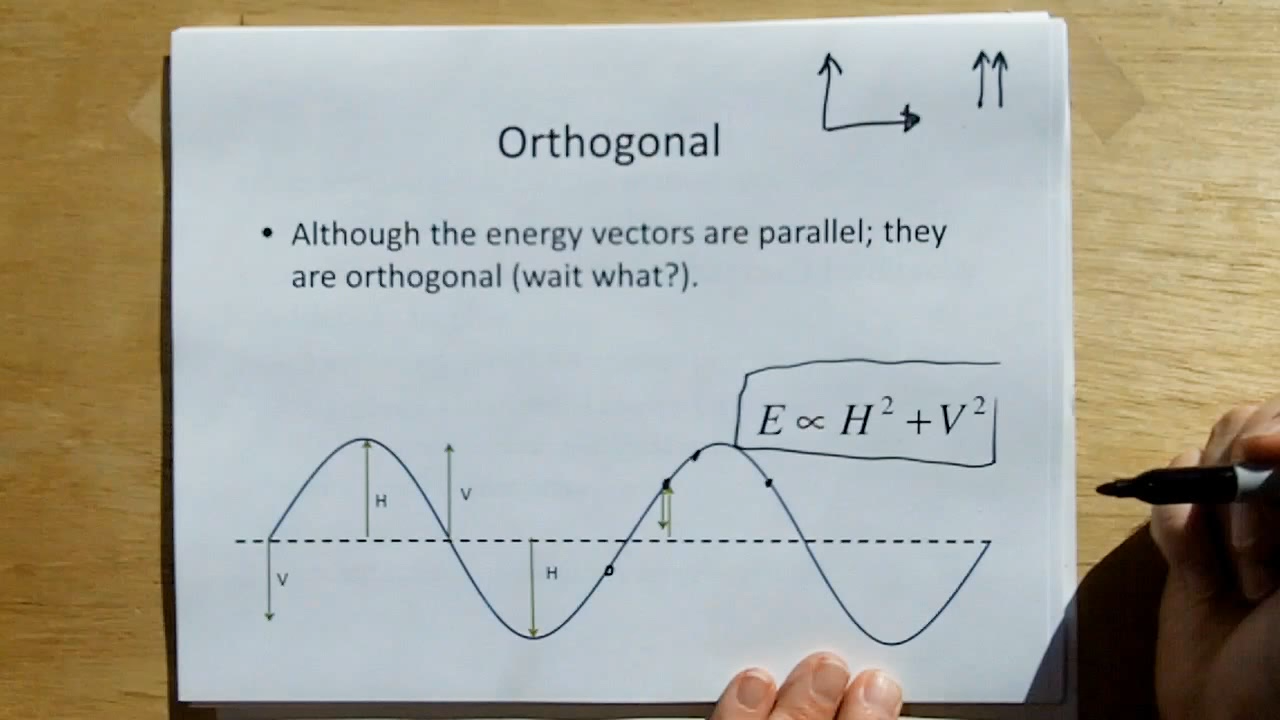 Orthogonal
• Although the energy vectors are parallel; they
are orthogonal (wait what?).
E ∝ H² + V²
H
V
V
H